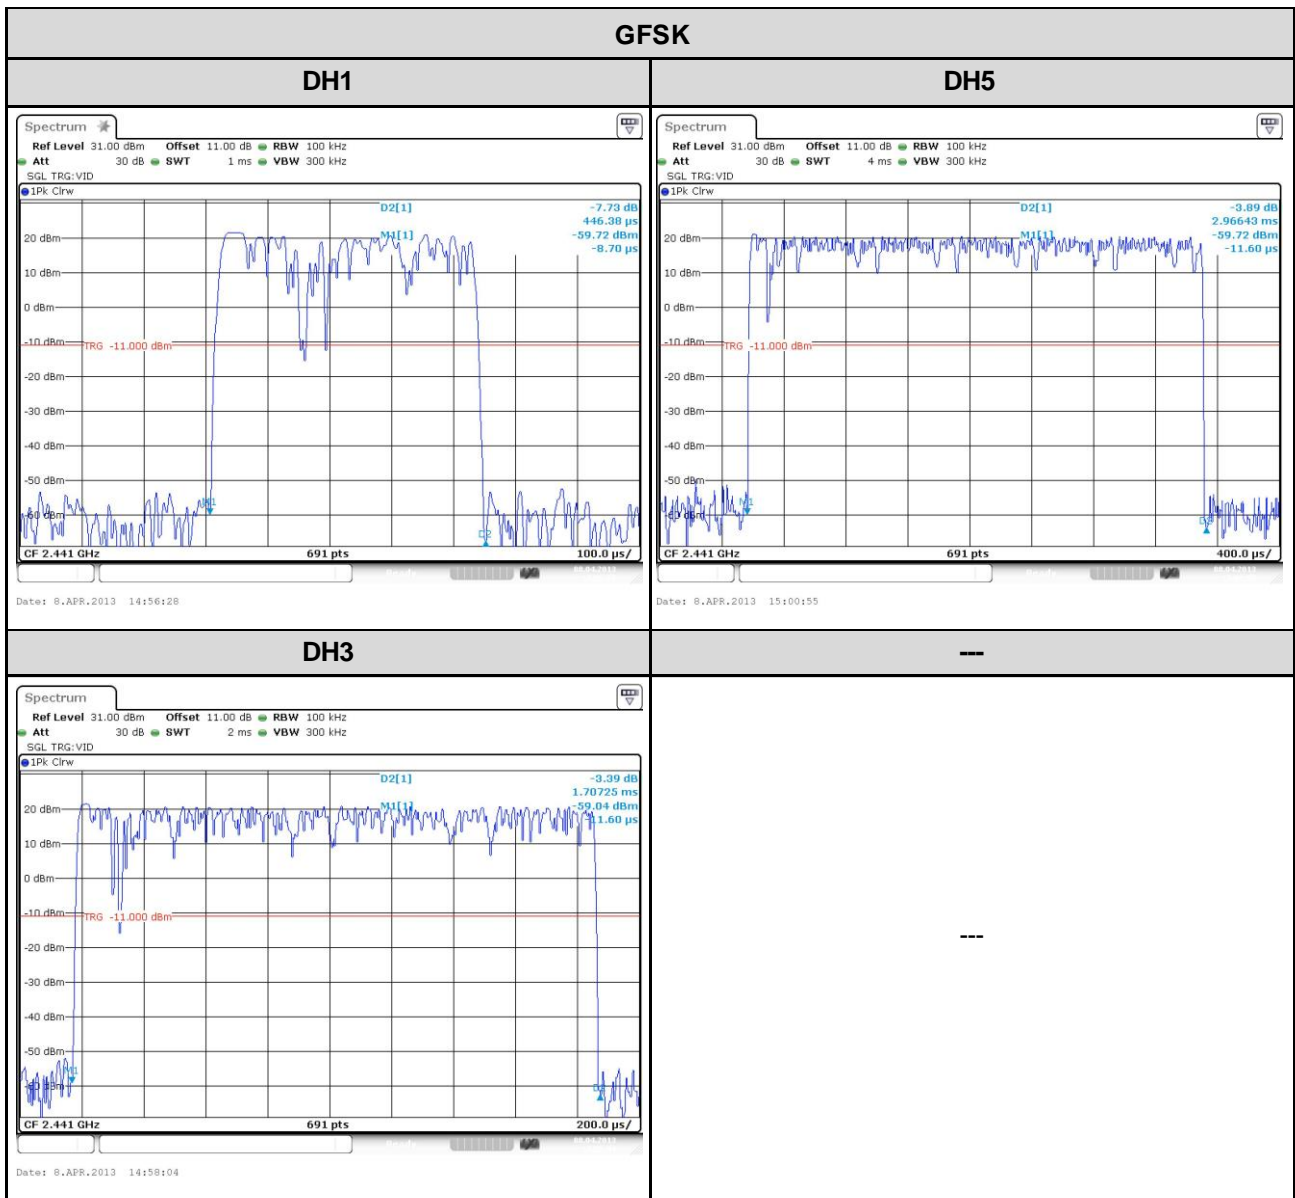 GFSK
DH1
DH5
Spectrum
Ref Level 31.00 dBm Offset 11.00 dB RBW 100 kHz
Att 30 dB SWT 1 ms VBW 300 kHz
SGL TRG:VID
1Pk Clrw
D2[1] -7.73 dB
446.38 µs
M1[1] -59.72 dBm
-8.70 µs
20 dBm
10 dBm
0 dBm
-10 dBm
TRG -11.000 dBm
-20 dBm
-30 dBm
-40 dBm
-50 dBm
-60 dBm
M1
D2
CF 2.441 GHz 691 pts 100.0 µs/
Date: 8.APR.2013 14:56:28
Spectrum
Ref Level 31.00 dBm Offset 11.00 dB RBW 100 kHz
Att 30 dB SWT 4 ms VBW 300 kHz
SGL TRG:VID
1Pk Clrw
D2[1] -3.89 dB
2.96643 ms
M1[1] -59.72 dBm
-11.60 µs
20 dBm
10 dBm
0 dBm
-10 dBm
TRG -11.000 dBm
-20 dBm
-30 dBm
-40 dBm
-50 dBm
-60 dBm
M1
D2
CF 2.441 GHz 691 pts 400.0 µs/
Date: 8.APR.2013 15:00:55
DH3
---
Spectrum
Ref Level 31.00 dBm Offset 11.00 dB RBW 100 kHz
Att 30 dB SWT 2 ms VBW 300 kHz
SGL TRG:VID
1Pk Clrw
D2[1] -3.39 dB
1.70725 ms
M1[1] -59.04 dBm
-11.60 µs
20 dBm
10 dBm
0 dBm
-10 dBm
TRG -11.000 dBm
-20 dBm
-30 dBm
-40 dBm
-50 dBm
-60 dBm
M1
D2
CF 2.441 GHz 691 pts 200.0 µs/
Date: 8.APR.2013 14:58:04
---